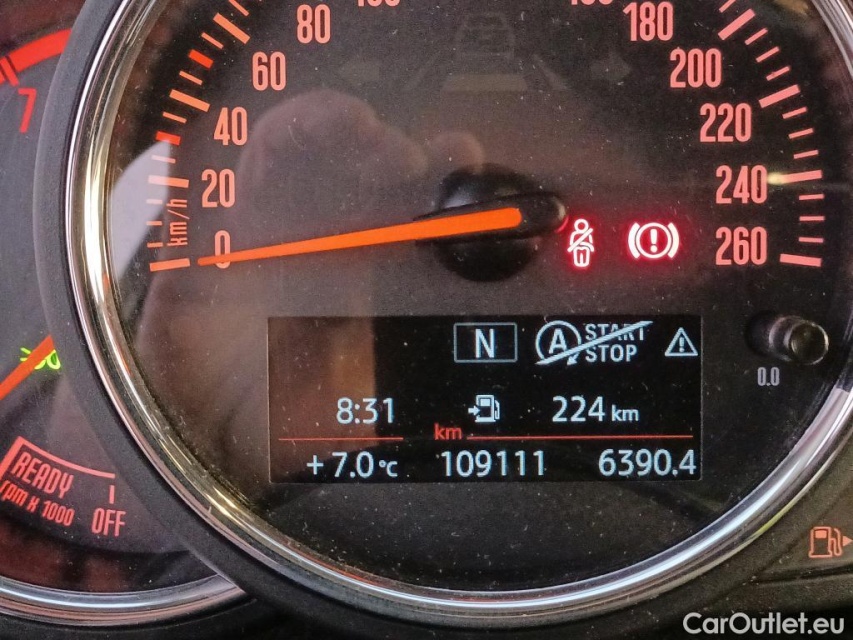 80
180
60
200
7
40
220
20
240
km/h
0
260
N
A START
STOP
0.0
8:31
224 km
km
+7.0°C
109111
6390.4
READY
rpm x 1000
OFF
CarOutlet.eu